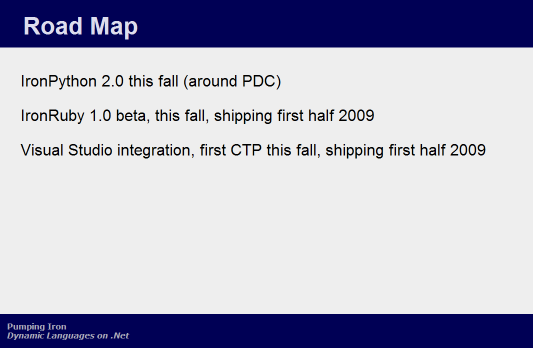 Road Map
IronPython 2.0 this fall (around PDC)
IronRuby 1.0 beta, this fall, shipping first half 2009
Visual Studio integration, first CTP this fall, shipping first half 2009
Pumping Iron
Dynamic Languages on .Net